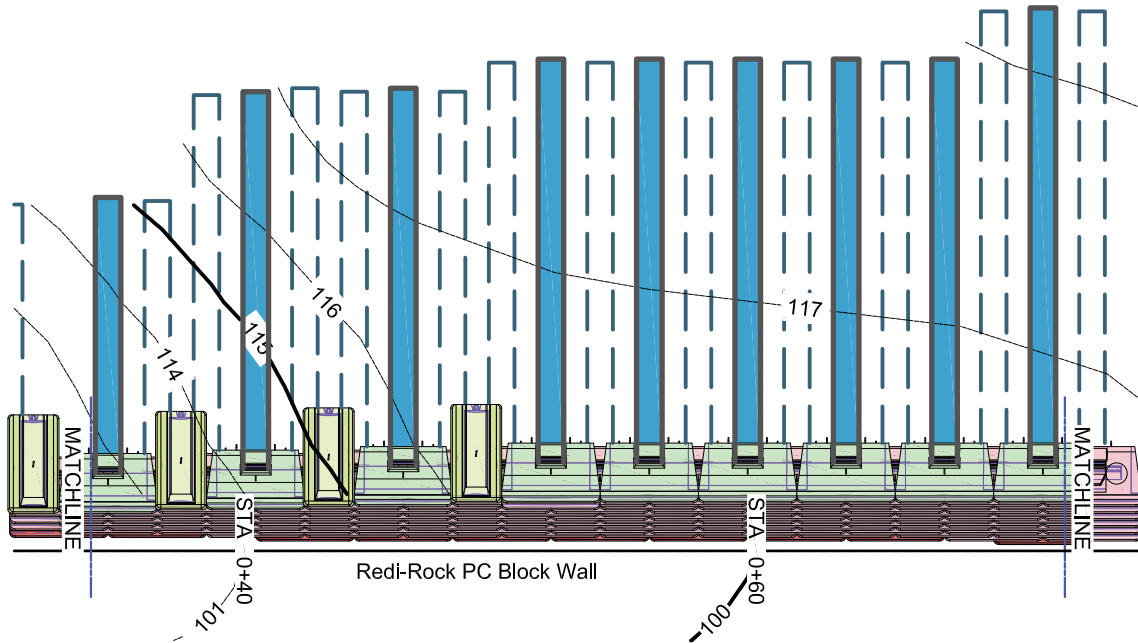 117
116
115
114
MATCHLINE
MATCHLINE
STA 0+40
STA 0+60
Redi-Rock PC Block Wall
101
100